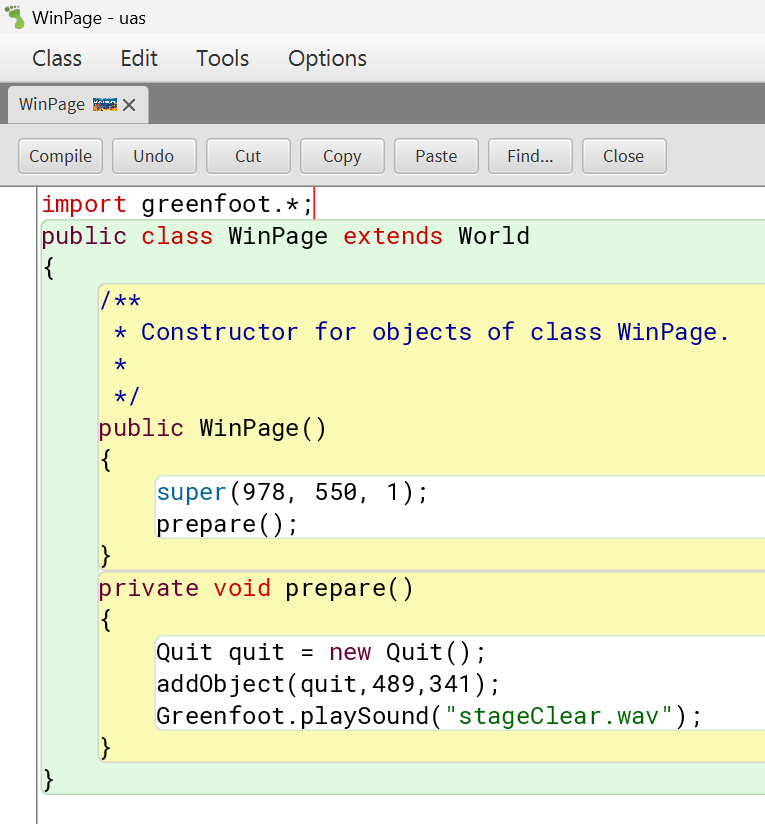 WinPage - uas
Class Edit Tools Options
WinPage
Compile Undo Cut Copy Paste Find... Close
import greenfoot.*;
public class WinPage extends World
{
    /**
     * Constructor for objects of class WinPage.
     *
     */
    public WinPage()
    {
        super(978, 550, 1);
        prepare();
    }
    private void prepare()
    {
        Quit quit = new Quit();
        addObject(quit,489,341);
        Greenfoot.playSound("stageClear.wav");
    }
}